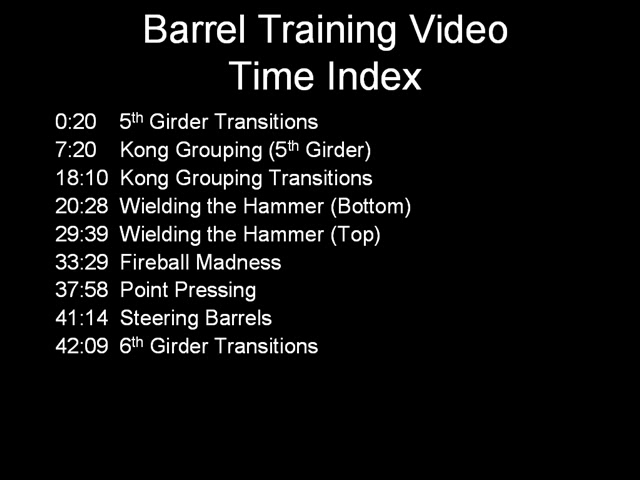 Barrel Training Video
Time Index
0:20 5th Girder Transitions
7:20 Kong Grouping (5th Girder)
18:10 Kong Grouping Transitions
20:28 Wielding the Hammer (Bottom)
29:39 Wielding the Hammer (Top)
33:29 Fireball Madness
37:58 Point Pressing
41:14 Steering Barrels
42:09 6th Girder Transitions